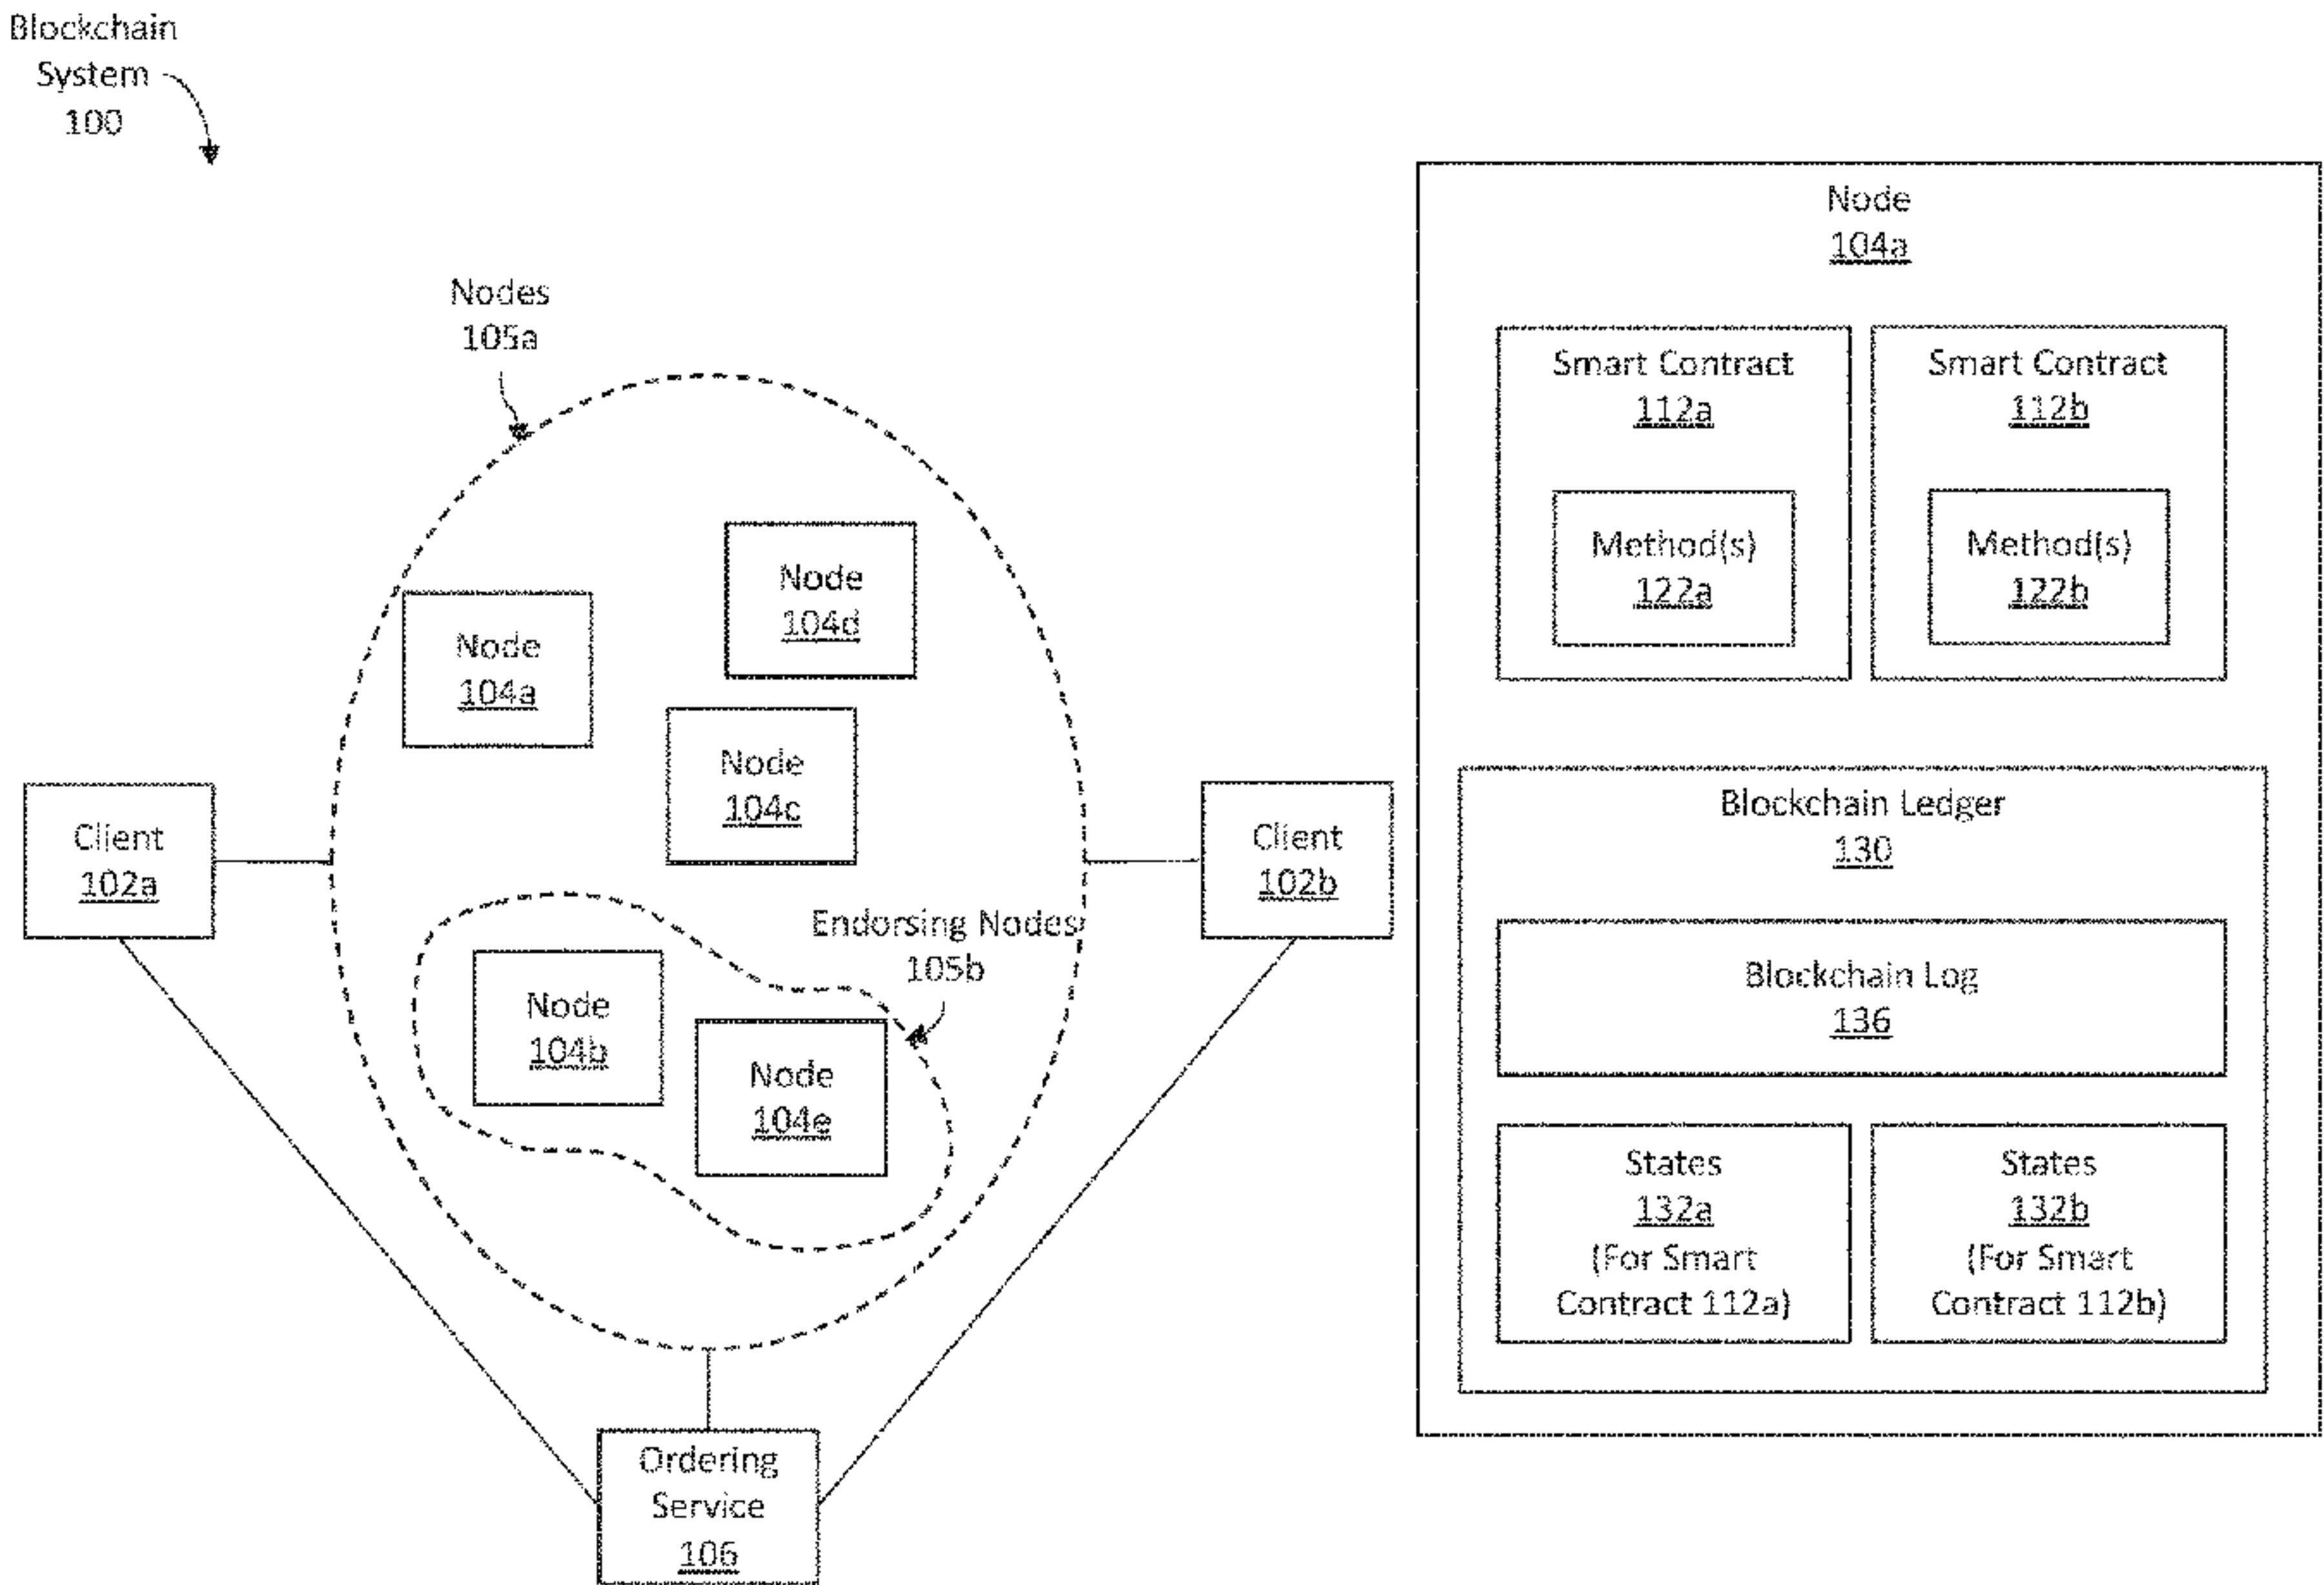 Blockchain
System
100
Nodes
105a
Node
104d
Node
104a
Node
104c
Client
102a
Client
102b
Endorsing Nodes
105b
Node
104b
Node
104e
Ordering
Service
106
Node
104a
Smart Contract
112a
Method(s)
122a
Smart Contract
112b
Method(s)
122b
Blockchain Ledger
130
Blockchain Log
136
States
132a
(For Smart
Contract 112a)
States
132b
(For Smart
Contract 112b)